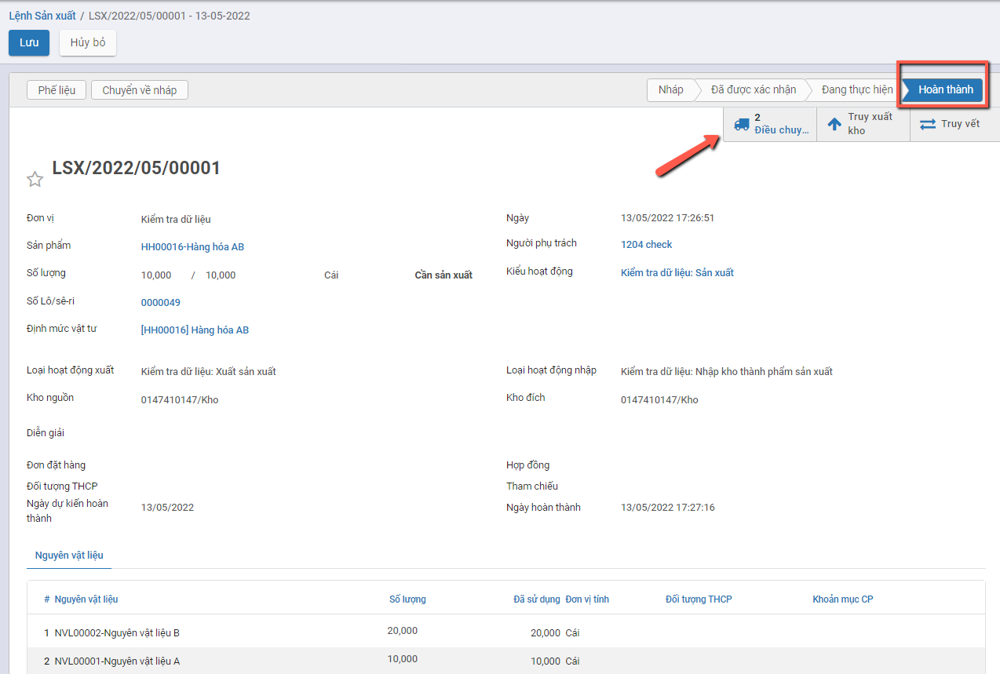 Lệnh Sản xuất / LSX/2022/05/00001 - 13-05-2022
Lưu Hủy bỏ
Phế liệu Chuyển về nháp Nháp Đã được xác nhận Đang thực hiện Hoàn thành
2 Điều chuy... Truy xuất kho Truy vết
LSX/2022/05/00001
Đơn vị Kiểm tra dữ liệu Ngày 13/05/2022 17:26:51
Sản phẩm HH00016-Hàng hóa AB Người phụ trách 1204 check
Số lượng 10,000 / 10,000 Cái Cần sản xuất Kiểu hoạt động Kiểm tra dữ liệu: Sản xuất
Số Lô/sê-ri 0000049
Định mức vật tư [HH00016] Hàng hóa AB
Loại hoạt động xuất Kiểm tra dữ liệu: Xuất sản xuất Loại hoạt động nhập Kiểm tra dữ liệu: Nhập kho thành phẩm sản xuất
Kho nguồn 0147410147/Kho Kho đích 0147410147/Kho
Diễn giải
Đơn đặt hàng Hợp đồng
Đối tượng THCP Tham chiếu
Ngày dự kiến hoàn thành 13/05/2022 Ngày hoàn thành 13/05/2022 17:27:16
Nguyên vật liệu
# Nguyên vật liệu Số lượng Đã sử dụng Đơn vị tính Đối tượng THCP Khoản mục CP
1 NVL00002-Nguyên vật liệu B 20,000 20,000 Cái
2 NVL00001-Nguyên vật liệu A 10,000 10,000 Cái